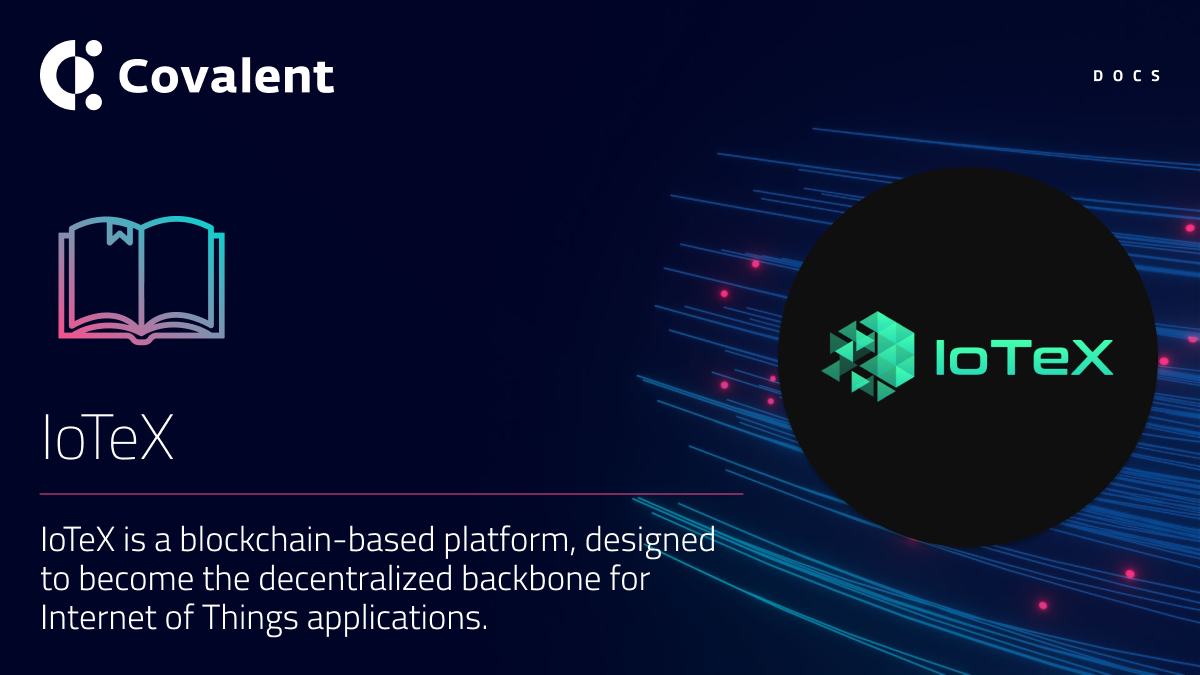 Covalent
DOCS
IoTeX
IoTeX
IoTeX is a blockchain-based platform, designed
to become the decentralized backbone for
Internet of Things applications.